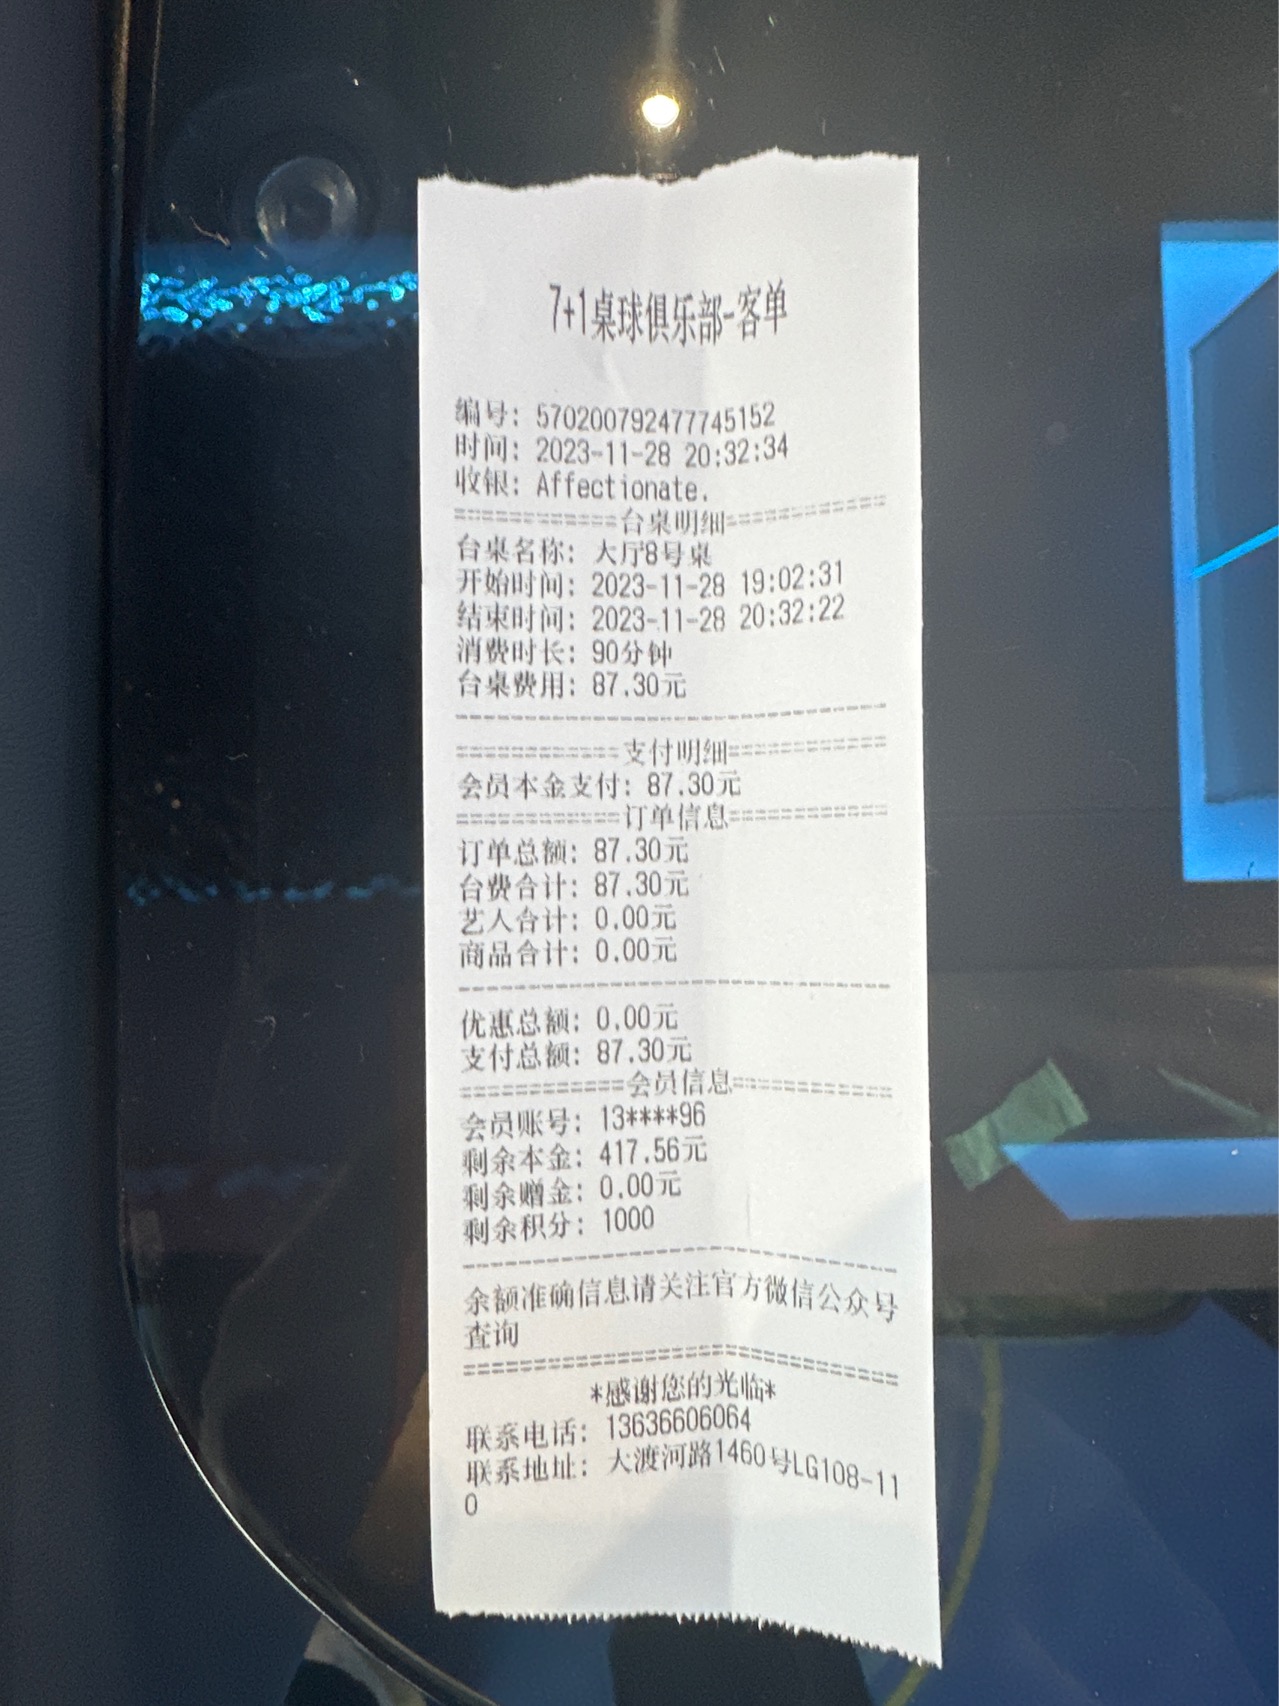 7+1桌球俱乐部-客单
编号: 570200792477745152
时间: 2023-11-28 20:32:34
收银: Affectionate.
==========台桌明细==========
台桌名称: 大厅8号桌
开始时间: 2023-11-28 19:02:31
结束时间: 2023-11-28 20:32:22
消费时长: 90分钟
台桌费用: 87.30元
--------------------------------
==========支付明细==========
会员本金支付: 87.30元
==========订单信息==========
订单总额: 87.30元
台费合计: 87.30元
艺人合计: 0.00元
商品合计: 0.00元
--------------------------------
优惠总额: 0.00元
支付总额: 87.30元
==========会员信息==========
会员账号: 13****96
剩余本金: 417.56元
剩余赠金: 0.00元
剩余积分: 1000
--------------------------------
余额准确信息请关注官方微信公众号
查询
================================
*感谢您的光临*
联系电话: 13636606064
联系地址: 大渡河路1460号LG108-11
0